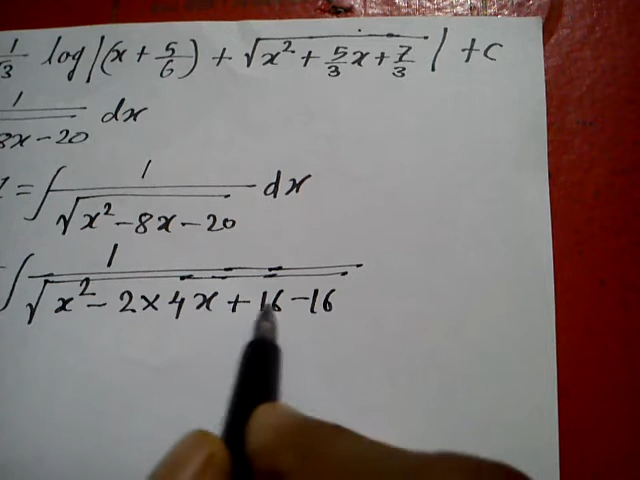 1/3 log|(x + 5/6) + √(x² + 5/3 x + 7/3)| + c
1/√(8x - 20) dx
I = ∫ 1/√(x² - 8x - 20) dx
∫ 1/√(x² - 2 × 4x + 16 - 16